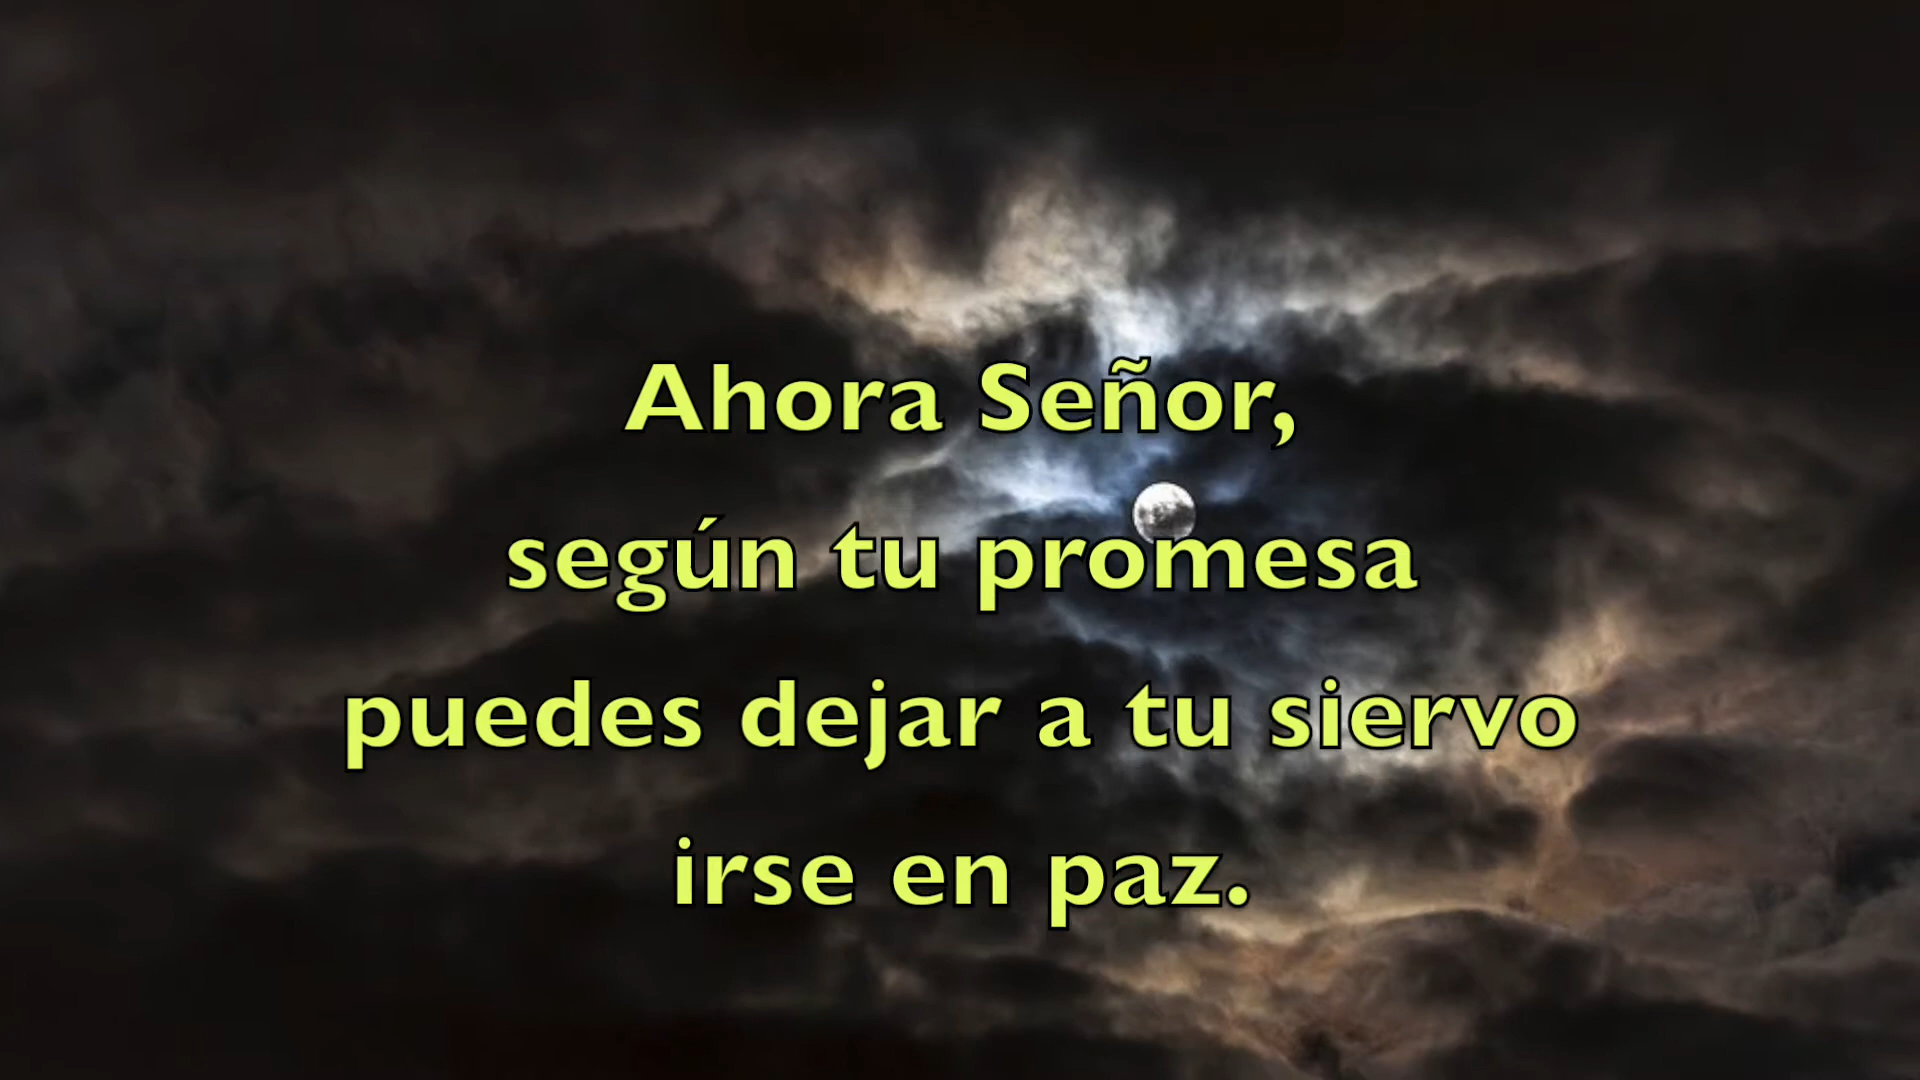 Ahora Señor,
según tu promesa
puedes dejar a tu siervo
irse en paz.